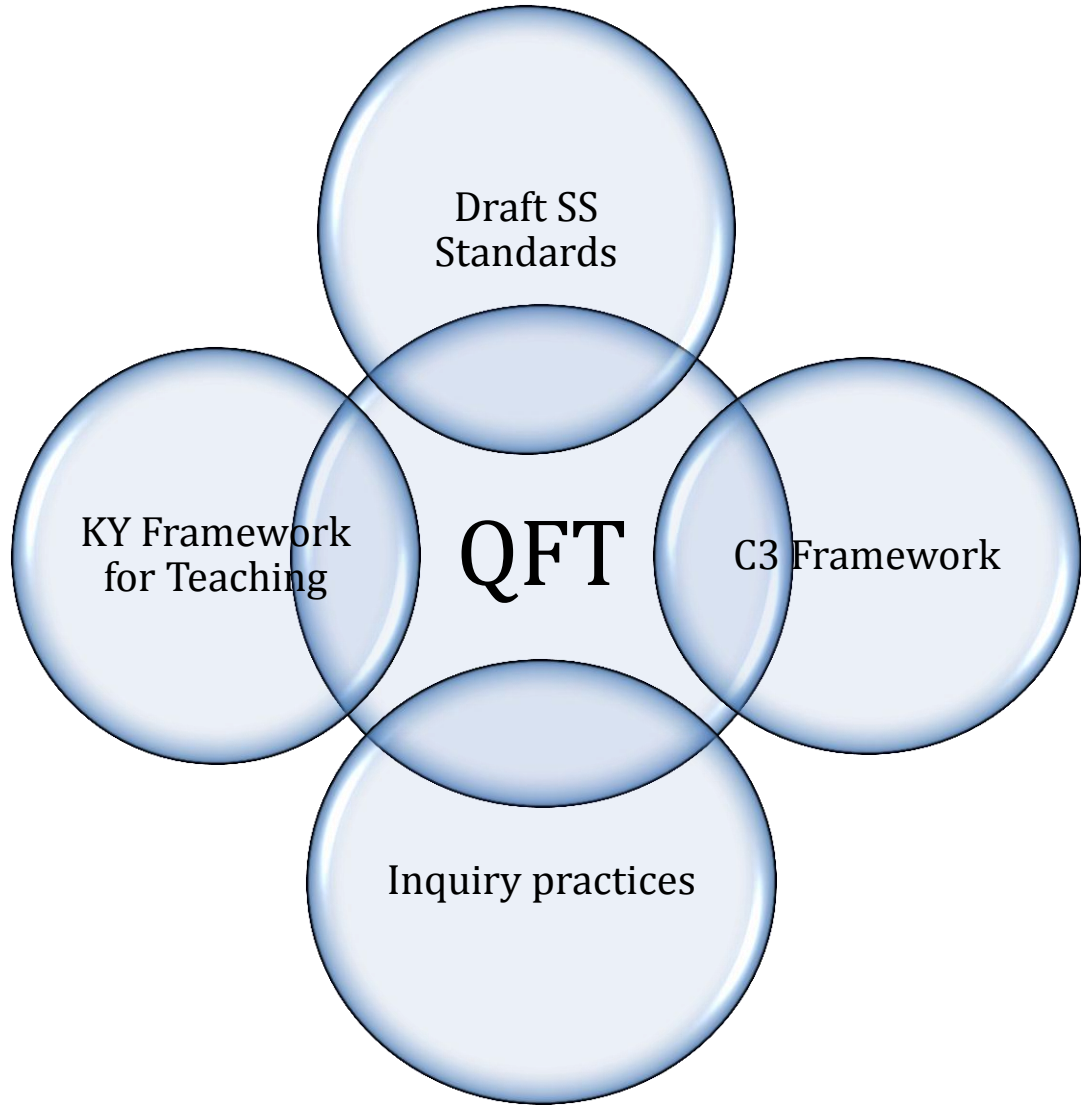 Draft SS
Standards
KY Framework
for Teaching
QFT
C3 Framework
Inquiry practices